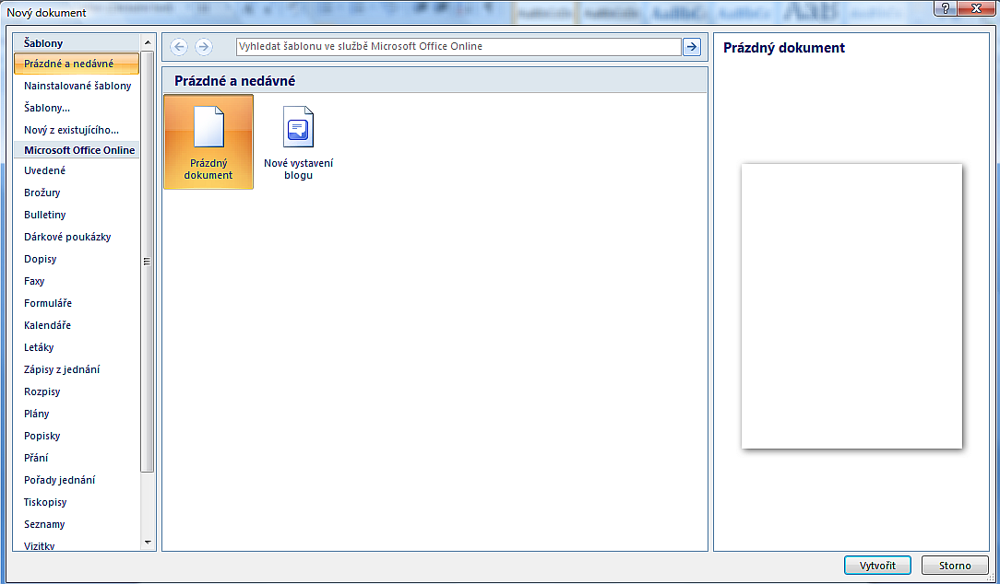 Nový dokument
Šablony
Prázdné a nedávné
Nainstalované šablony
Šablony...
Nový z existujícího...
Microsoft Office Online
Uvedené
Brožury
Bulletiny
Dárkové poukázky
Dopisy
Faxy
Formuláře
Kalendáře
Letáky
Zápisy z jednání
Rozpisy
Plány
Popisky
Přání
Pořady jednání
Tiskopisy
Seznamy
Vizitky
Vyhledat šablonu ve službě Microsoft Office Online
Prázdné a nedávné
Prázdný
dokument
Nové vystavení
blogu
Prázdný dokument
Vytvořit
Storno